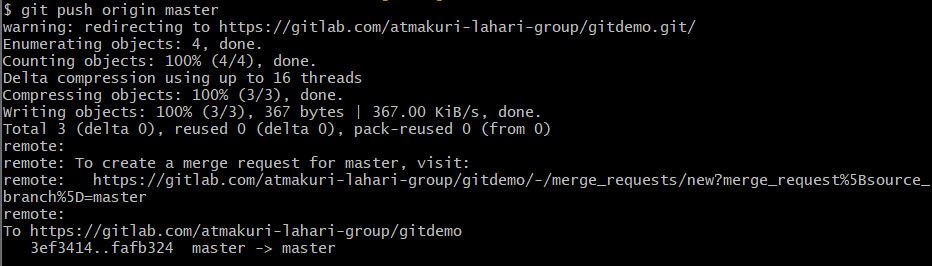 $ git push origin master
warning: redirecting to https://gitlab.com/atmakuri-lahari-group/gitdemo.git/
Enumerating objects: 4, done.
Counting objects: 100% (4/4), done.
Delta compression using up to 16 threads
Compressing objects: 100% (3/3), done.
Writing objects: 100% (3/3), 367 bytes | 367.00 KiB/s, done.
Total 3 (delta 0), reused 0 (delta 0), pack-reused 0 (from 0)
remote:
remote: To create a merge request for master, visit:
remote:   https://gitlab.com/atmakuri-lahari-group/gitdemo/-/merge_requests/new?merge_request%5Bsource_
branch%5D=master
remote:
To https://gitlab.com/atmakuri-lahari-group/gitdemo
   3ef3414..fafb324  master -> master